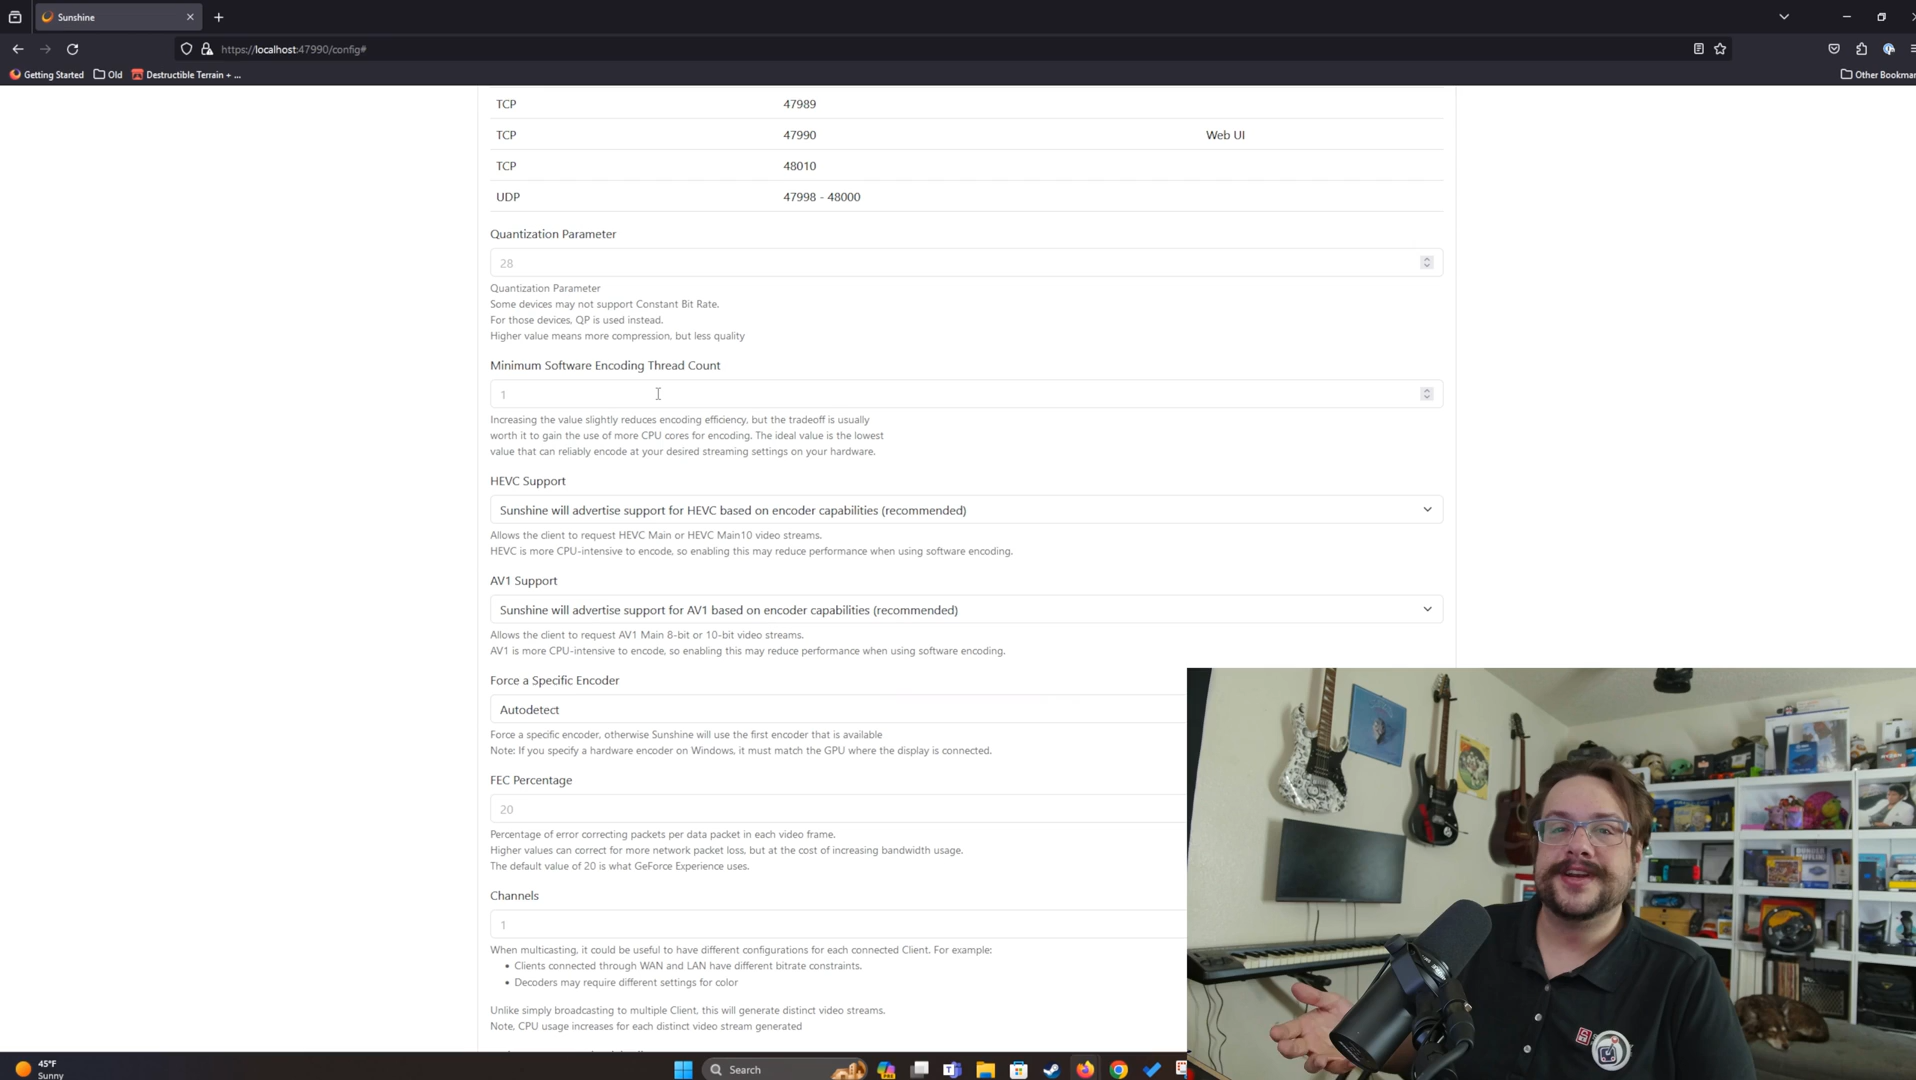 Sunshine
https://localhost:47990/config#
Getting Started
Old
Destructible Terrain + ...
Other Bookmar
TCP 47989
TCP 47990 Web UI
TCP 48010
UDP 47998 - 48000
Quantization Parameter
28
Quantization Parameter
Some devices may not support Constant Bit Rate.
For those devices, QP is used instead.
Higher value means more compression, but less quality
Minimum Software Encoding Thread Count
1
Increasing the value slightly reduces encoding efficiency, but the tradeoff is usually
worth it to gain the use of more CPU cores for encoding. The ideal value is the lowest
value that can reliably encode at your desired streaming settings on your hardware.
HEVC Support
Sunshine will advertise support for HEVC based on encoder capabilities (recommended)
Allows the client to request HEVC Main or HEVC Main10 video streams.
HEVC is more CPU-intensive to encode, so enabling this may reduce performance when using software encoding.
AV1 Support
Sunshine will advertise support for AV1 based on encoder capabilities (recommended)
Allows the client to request AV1 Main 8-bit or 10-bit video streams.
AV1 is more CPU-intensive to encode, so enabling this may reduce performance when using software encoding.
Force a Specific Encoder
Autodetect
Force a specific encoder, otherwise Sunshine will use the first encoder that is available
Note: If you specify a hardware encoder on Windows, it must match the GPU where the display is connected.
FEC Percentage
20
Percentage of error correcting packets per data packet in each video frame.
Higher values can correct for more network packet loss, but at the cost of increasing bandwidth usage.
The default value of 20 is what GeForce Experience uses.
Channels
1
When multicasting, it could be useful to have different configurations for each connected Client. For example:
• Clients connected through WAN and LAN have different bitrate constraints.
• Decoders may require different settings for color
Unlike simply broadcasting to multiple Client, this will generate distinct video streams.
Note, CPU usage increases for each distinct video stream generated
45°F
Sunny
Search